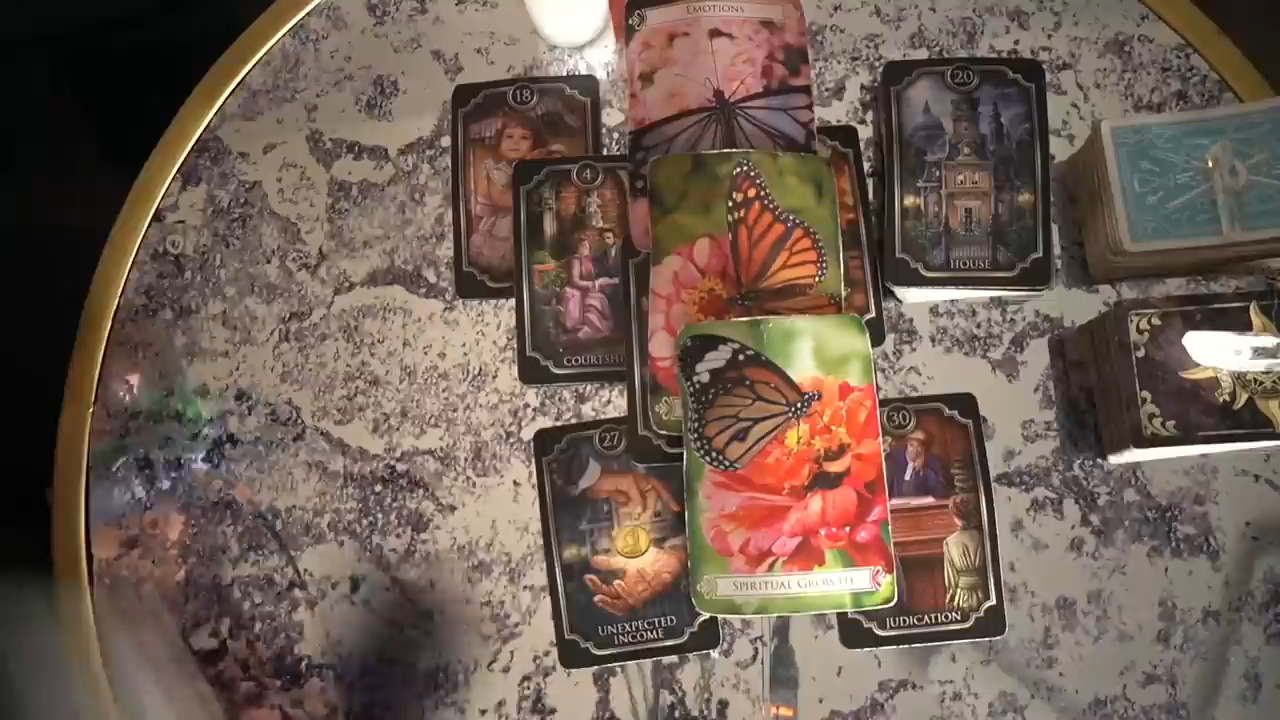 EMOTIONS
18
20
4
HOUSE
COURTSHI
27
30
SPIRITUAL GROWTH
JUDICATION
UNEXPECTED
INCOME